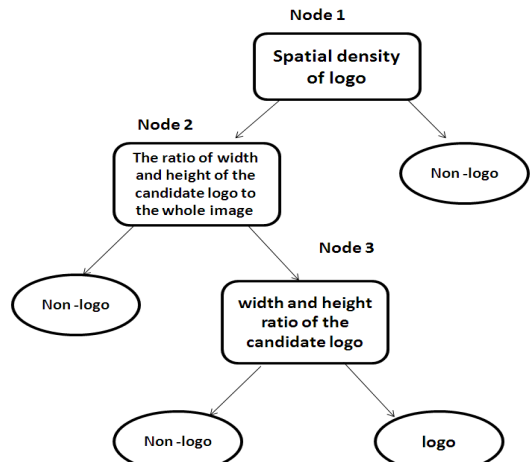 Node 1
Spatial density
of logo
Node 2
The ratio of width
and height of the
candidate logo to
the whole image
Non -logo
Node 3
Non -logo
width and height
ratio of the
candidate logo
Non -logo
logo